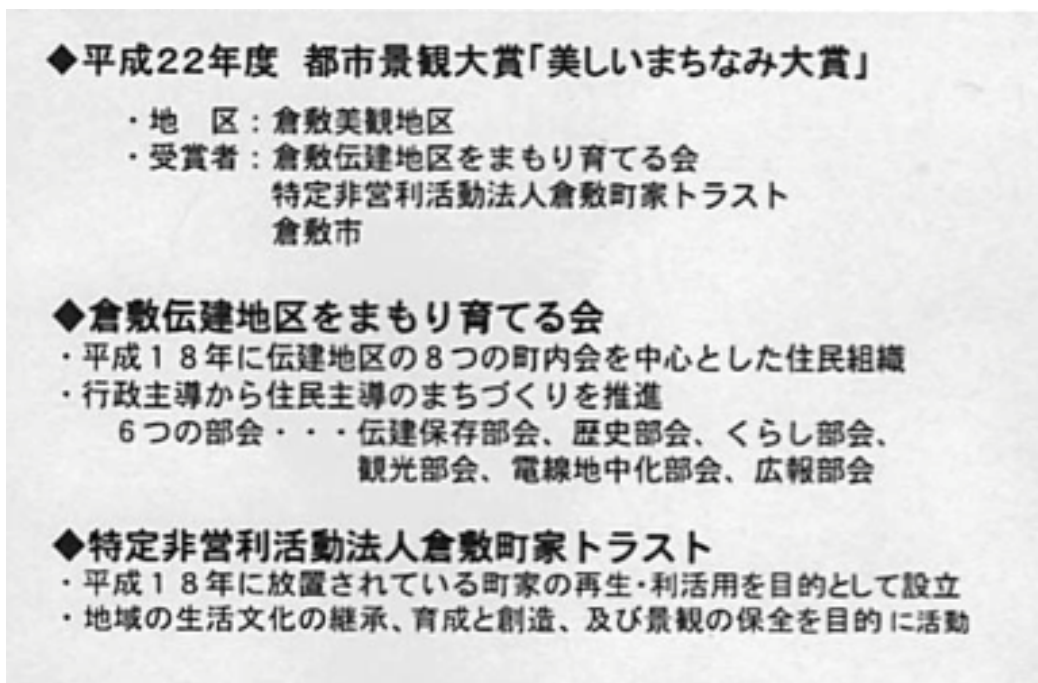 ◆平成22年度 都市景観大賞「美しいまちなみ大賞」
・地　区：倉敷美観地区
・受賞者：倉敷伝建地区をまもり育てる会
特定非営利活動法人倉敷町家トラスト
倉敷市
◆倉敷伝建地区をまもり育てる会
・平成１８年に伝建地区の８つの町内会を中心とした住民組織
・行政主導から住民主導のまちづくりを推進
６つの部会・・・伝建保存部会、歴史部会、くらし部会、
観光部会、電線地中化部会、広報部会
◆特定非営利活動法人倉敷町家トラスト
・平成１８年に放置されている町家の再生・利活用を目的として設立
・地域の生活文化の継承、育成と創造、及び景観の保全を目的に活動